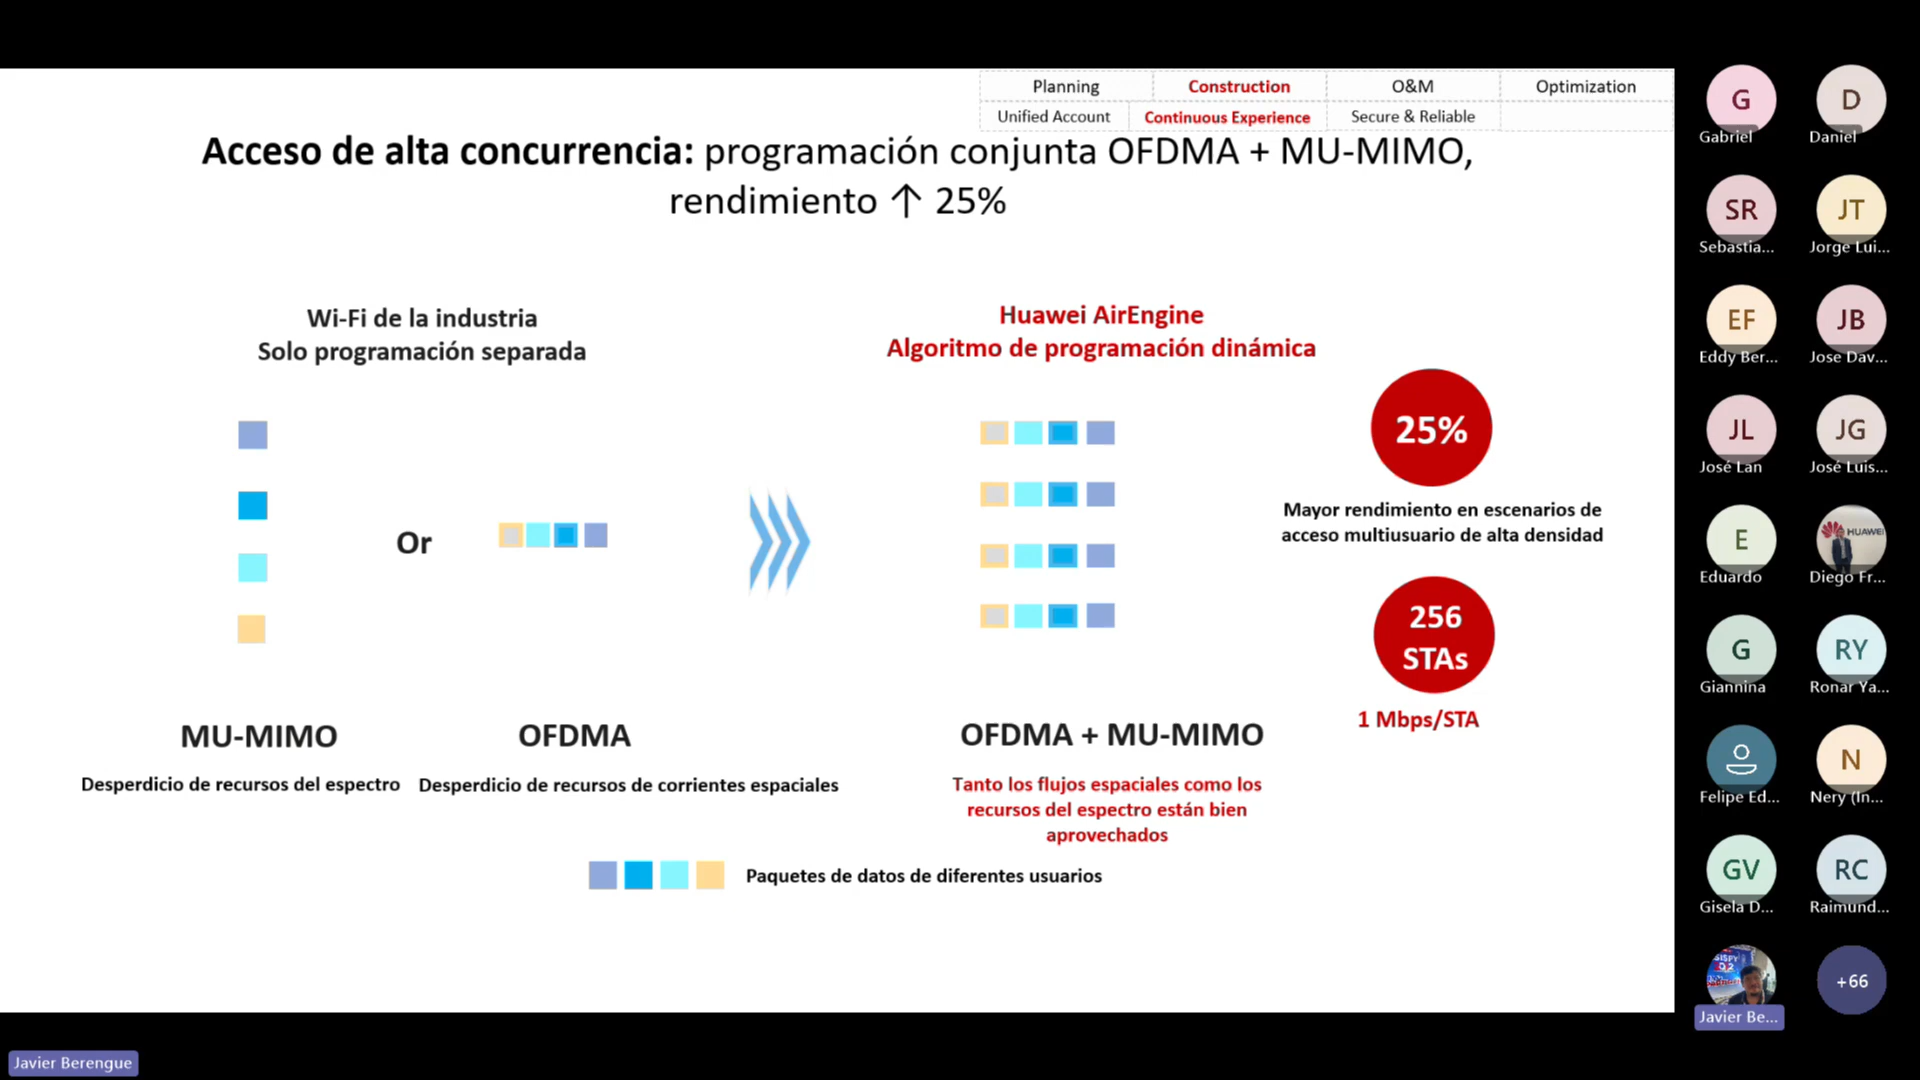 Planning
Construction
O&M
Optimization
Unified Account
Continuous Experience
Secure & Reliable
Acceso de alta concurrencia: programación conjunta OFDMA + MU-MIMO,
rendimiento ↑ 25%
Wi-Fi de la industria
Solo programación separada
Huawei AirEngine
Algoritmo de programación dinámica
Or
25%
Mayor rendimiento en escenarios de
acceso multiusuario de alta densidad
256
STAs
1 Mbps/STA
MU-MIMO
Desperdicio de recursos del espectro
OFDMA
Desperdicio de recursos de corrientes espaciales
OFDMA + MU-MIMO
Tanto los flujos espaciales como los
recursos del espectro están bien
aprovechados
Paquetes de datos de diferentes usuarios
G
Gabriel
D
Daniel
SR
Sebastia...
JT
Jorge Lui...
EF
Eddy Ber...
JB
Jose Dav...
JL
José Lan
JG
José Luis...
E
Eduardo
HUAWEI
Diego Fr...
G
Giannina
RY
Ronar Ya...
Felipe Ed...
N
Nery (In...
GV
Gisela D...
RC
Raimund...
Javier Be...
+66
Javier Berengue